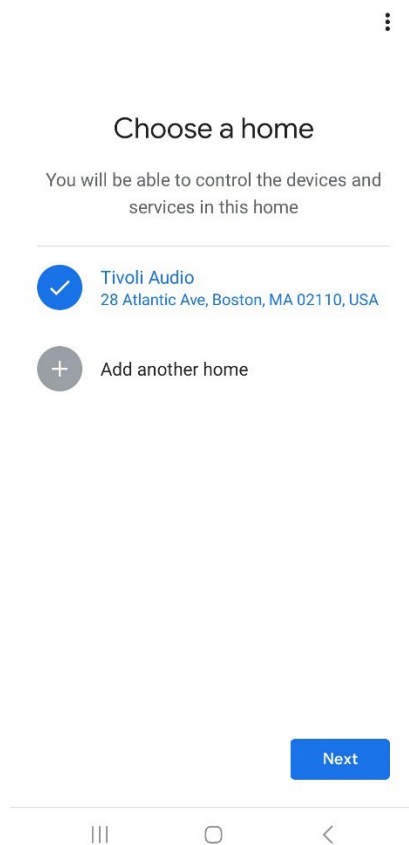 Choose a home
You will be able to control the devices and
services in this home
Tivoli Audio
28 Atlantic Ave, Boston, MA 02110, USA
Add another home
Next